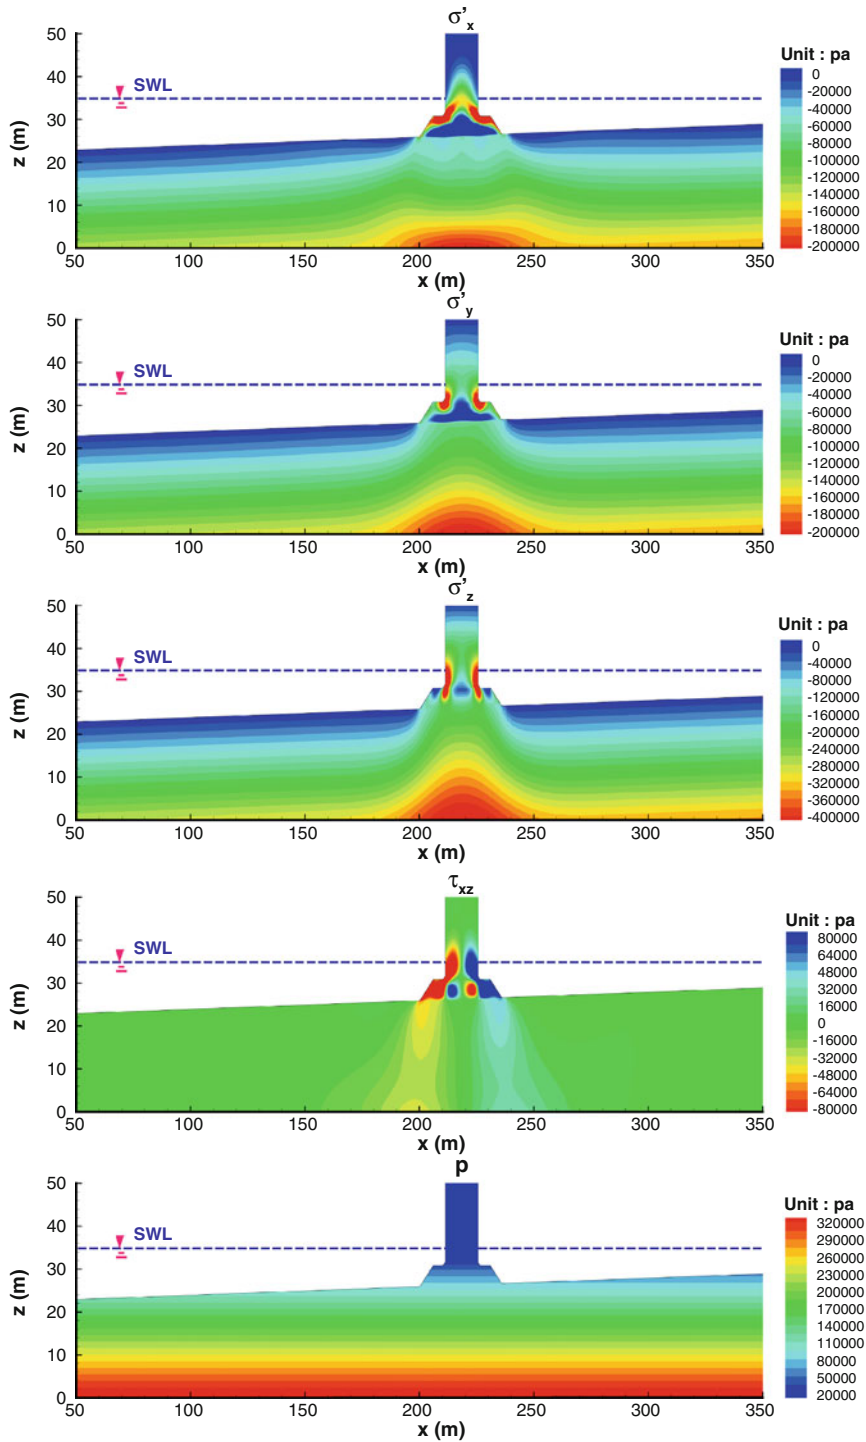 σ'x
50
40
30
20
10
0
z (m)
SWL
50 100 150 200 250 300 350
x (m)
Unit : pa
0
-20000
-40000
-60000
-80000
-100000
-120000
-140000
-160000
-180000
-200000
σ'y
50
40
30
20
10
0
z (m)
SWL
50 100 150 200 250 300 350
x (m)
Unit : pa
0
-20000
-40000
-60000
-80000
-100000
-120000
-140000
-160000
-180000
-200000
σ'z
50
40
30
20
10
0
z (m)
SWL
50 100 150 200 250 300 350
x (m)
Unit : pa
0
-40000
-80000
-120000
-160000
-200000
-240000
-280000
-320000
-360000
-400000
τxz
50
40
30
20
10
0
z (m)
SWL
50 100 150 200 250 300 350
x (m)
Unit : pa
80000
64000
48000
32000
16000
0
-16000
-32000
-48000
-64000
-80000
p
50
40
30
20
10
0
z (m)
SWL
50 100 150 200 250 300 350
x (m)
Unit : pa
320000
290000
260000
230000
200000
170000
140000
110000
80000
50000
20000